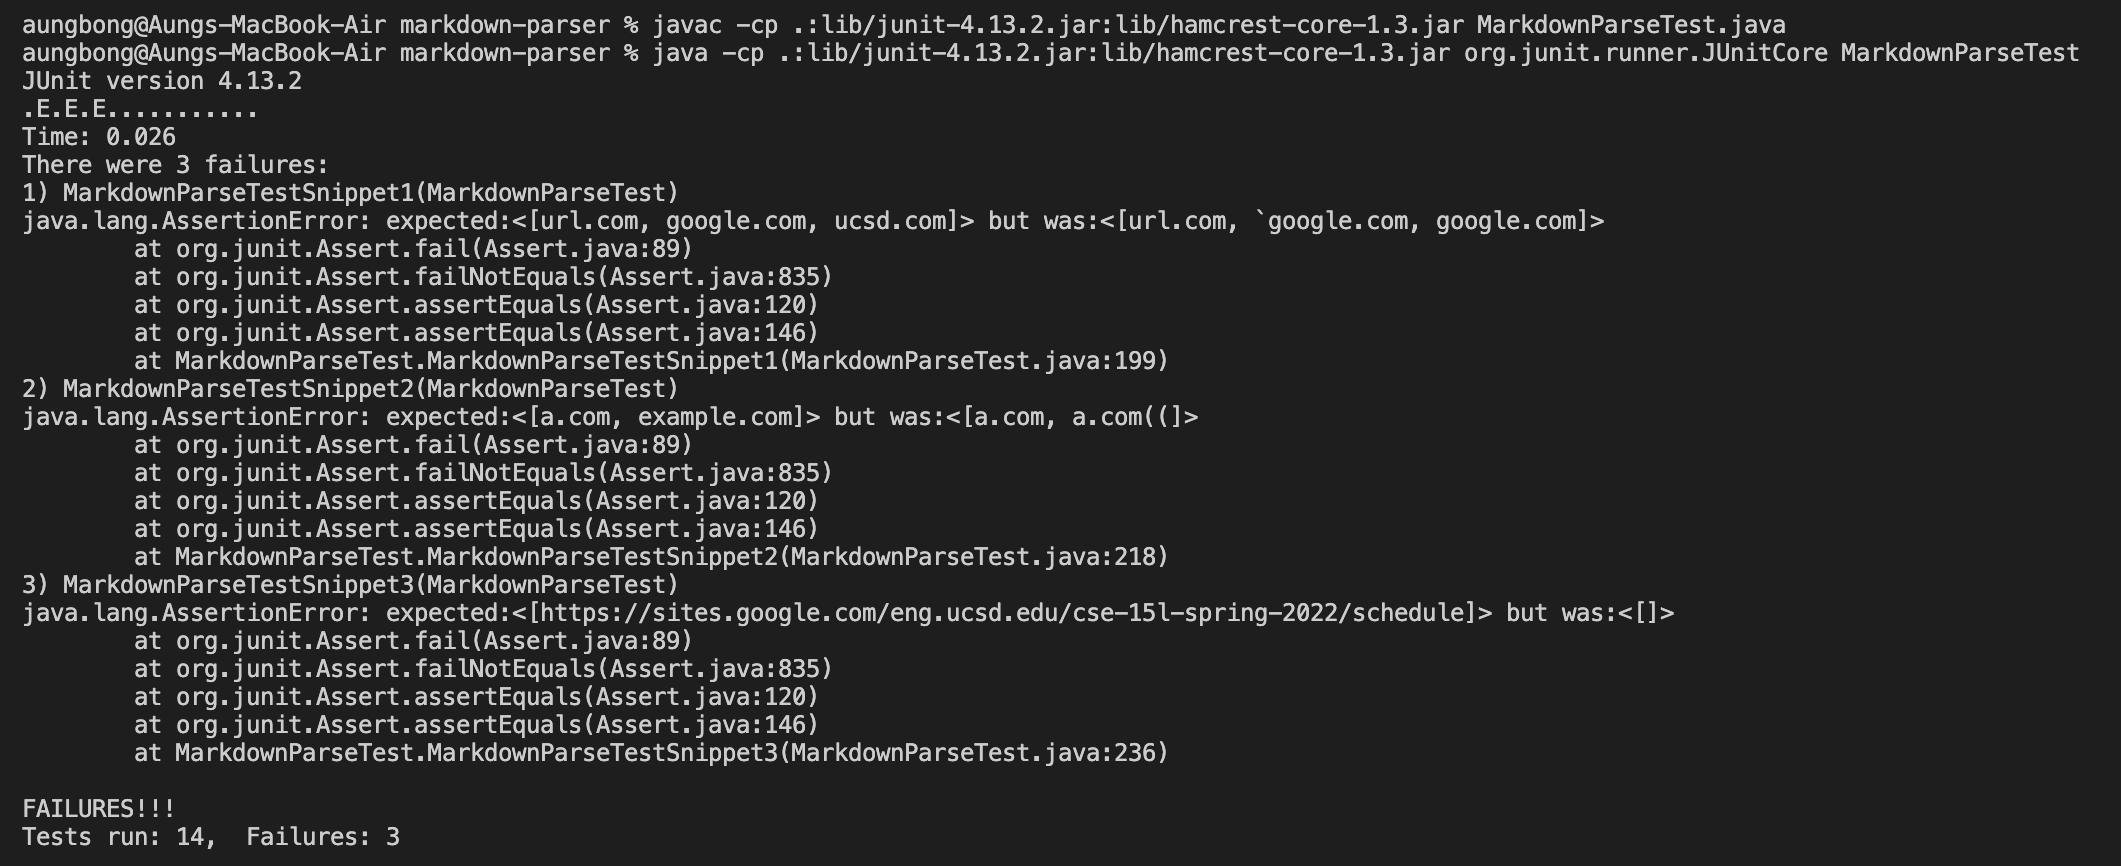 aungbong@Aungs-MacBook-Air markdown-parser % javac -cp .:lib/junit-4.13.2.jar:lib/hamcrest-core-1.3.jar MarkdownParseTest.java
aungbong@Aungs-MacBook-Air markdown-parser % java -cp .:lib/junit-4.13.2.jar:lib/hamcrest-core-1.3.jar org.junit.runner.JUnitCore MarkdownParseTest
JUnit version 4.13.2
.E.E.E...........
Time: 0.026
There were 3 failures:
1) MarkdownParseTestSnippet1(MarkdownParseTest)
java.lang.AssertionError: expected:<[url.com, google.com, ucsd.com]> but was:<[url.com, `google.com, google.com]>
        at org.junit.Assert.fail(Assert.java:89)
        at org.junit.Assert.failNotEquals(Assert.java:835)
        at org.junit.Assert.assertEquals(Assert.java:120)
        at org.junit.Assert.assertEquals(Assert.java:146)
        at MarkdownParseTest.MarkdownParseTestSnippet1(MarkdownParseTest.java:199)
2) MarkdownParseTestSnippet2(MarkdownParseTest)
java.lang.AssertionError: expected:<[a.com, example.com]> but was:<[a.com, a.com((]>
        at org.junit.Assert.fail(Assert.java:89)
        at org.junit.Assert.failNotEquals(Assert.java:835)
        at org.junit.Assert.assertEquals(Assert.java:120)
        at org.junit.Assert.assertEquals(Assert.java:146)
        at MarkdownParseTest.MarkdownParseTestSnippet2(MarkdownParseTest.java:218)
3) MarkdownParseTestSnippet3(MarkdownParseTest)
java.lang.AssertionError: expected:<[https://sites.google.com/eng.ucsd.edu/cse-15l-spring-2022/schedule]> but was:<[]>
        at org.junit.Assert.fail(Assert.java:89)
        at org.junit.Assert.failNotEquals(Assert.java:835)
        at org.junit.Assert.assertEquals(Assert.java:120)
        at org.junit.Assert.assertEquals(Assert.java:146)
        at MarkdownParseTest.MarkdownParseTestSnippet3(MarkdownParseTest.java:236)

FAILURES!!!
Tests run: 14,  Failures: 3